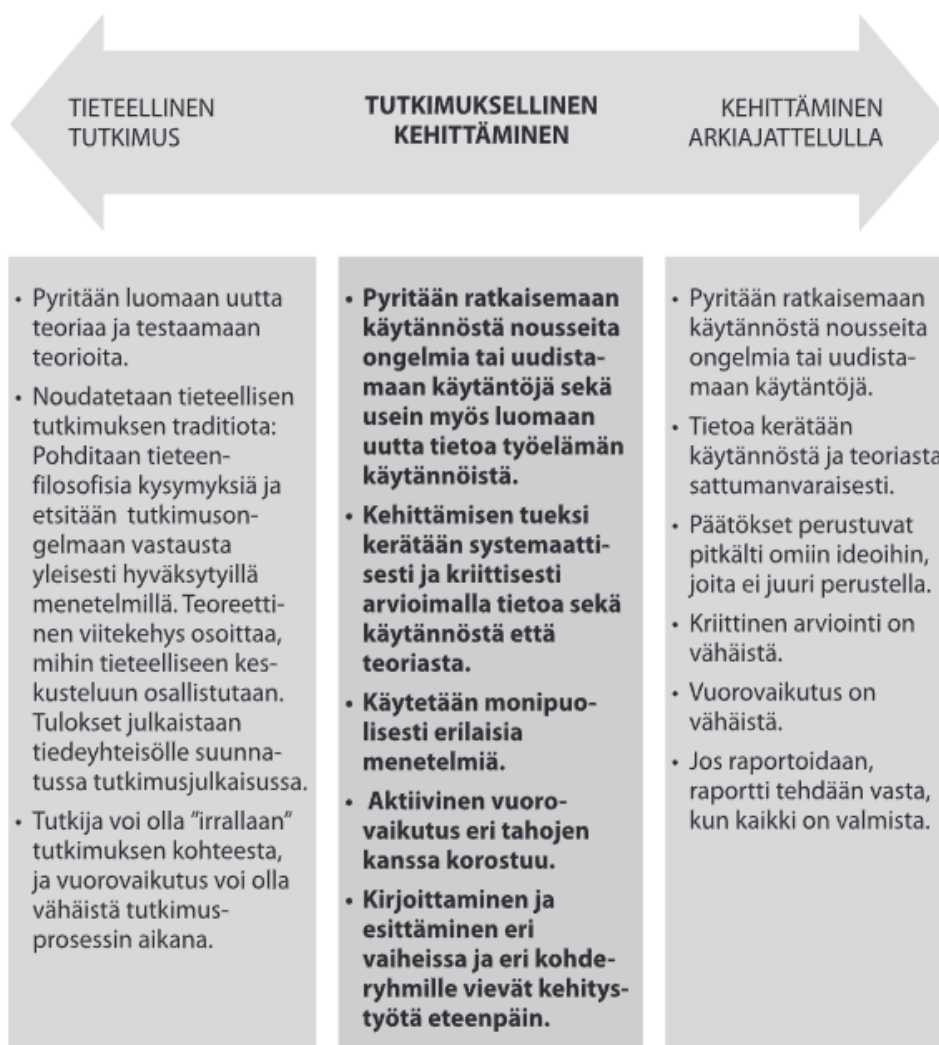 TIETEELLINEN
TUTKIMUS
TUTKIMUKSELLINEN
KEHITTÄMINEN
KEHITTÄMINEN
ARKIAJATTELULLA
• Pyritään luomaan uutta
teoriaa ja testaamaan
teorioita.
• Noudatetaan tieteellisen
tutkimuksen traditiota:
Pohditaan tieteen-
filosofisia kysymyksiä ja
etsitään tutkimuson-
gelmaan vastausta
yleisesti hyväksytyillä
menetelmillä. Teoreetti-
nen viitekehys osoittaa,
mihin tieteelliseen kes-
kusteluun osallistutaan.
Tulokset julkaistaan
tiedeyhteisölle suunna-
tussa tutkimusjulkaisussa.
• Tutkija voi olla "irrallaan"
tutkimuksen kohteesta,
ja vuorovaikutus voi olla
vähäistä tutkimus-
prosessin aikana.
• Pyritään ratkaisemaan
käytännöstä nousseita
ongelmia tai uudista-
maan käytäntöjä sekä
usein myös luomaan
uutta tietoa työelämän
käytännöistä.
• Kehittämisen tueksi
kerätään systemaatti-
sesti ja kriittisesti
arvioimalla tietoa sekä
käytännöstä että
teoriasta.
• Käytetään monipuo-
lisesti erilaisia
menetelmiä.
• Aktiivinen vuoro-
vaikutus eri tahojen
kanssa korostuu.
• Kirjoittaminen ja
esittäminen eri
vaiheissa ja eri kohde-
ryhmille vievät kehitys-
työtä eteenpäin.
• Pyritään ratkaisemaan
käytännöstä nousseita
ongelmia tai uudista-
maan käytäntöjä.
• Tietoa kerätään
käytännöstä ja teoriasta
sattumanvaraisesti.
• Päätökset perustuvat
pitkälti omiin ideoihin,
joita ei juuri perustella.
• Kriittinen arviointi on
vähäistä.
• Vuorovaikutus on
vähäistä.
• Jos raportoidaan,
raportti tehdään vasta,
kun kaikki on valmista.